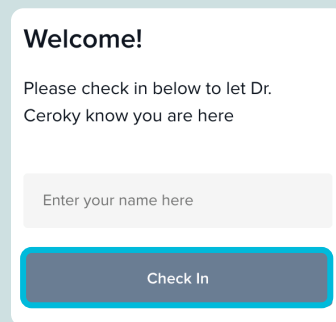 Welcome!
Please check in below to let Dr.
Ceroky know you are here
Enter your name here
Check In